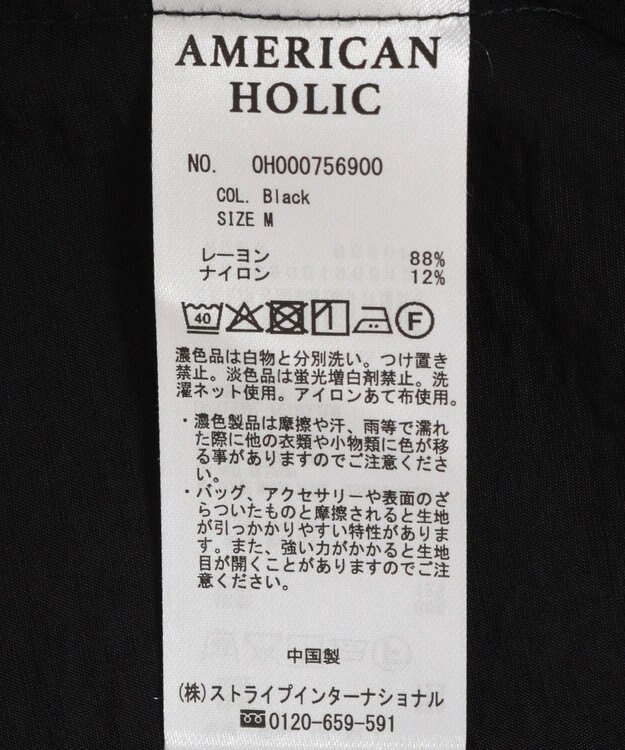 AMERICAN
HOLIC
NO. 0H000756900
COL. Black
SIZE M
レーヨン 88%
ナイロン 12%
40 F
濃色品は白物と分別洗い。つけ置き
禁止。淡色品は蛍光増白剤禁止。洗
濯ネット使用。アイロンあて布使用。
・濃色製品は摩擦や汗、雨等で濡れ
た際に他の衣類や小物類に色が移
る事がありますのでご注意くださ
い。
・バッグ、アクセサリーや表面のざ
らついたものと摩擦されると生地
が引っかかりやすい特性がありま
す。また、強い力がかかると生地
目が開くことがありますのでご注
意ください。
中国製
(株)ストライプインターナショナル
0120-659-591